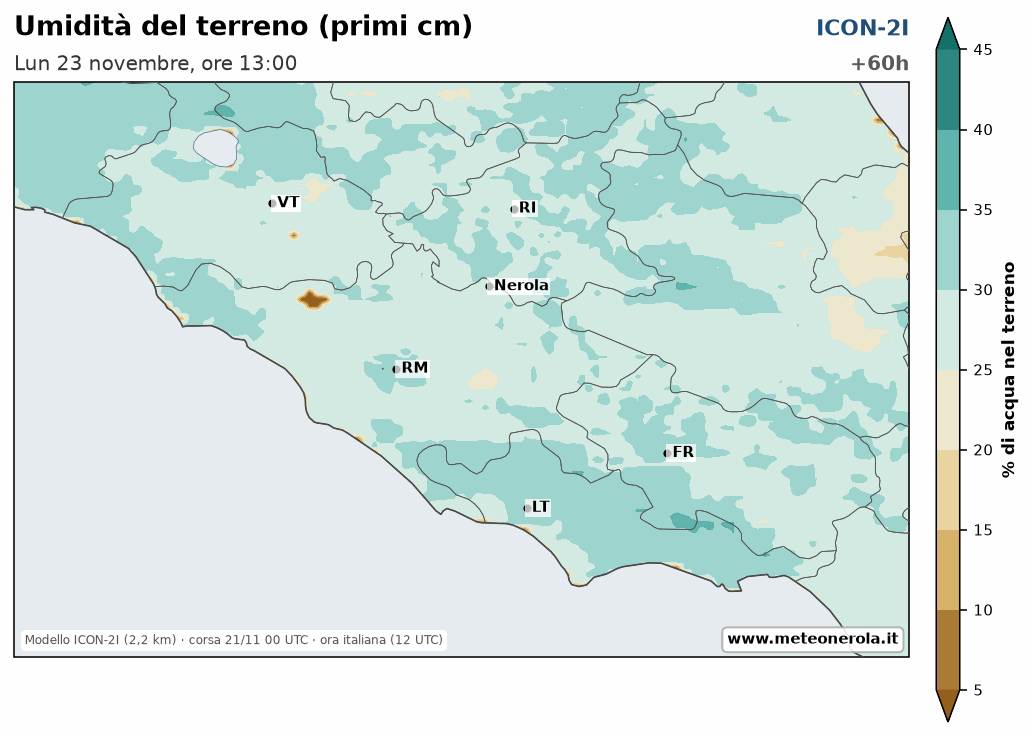 Umidità del terreno (primi cm)
ICON-2I
Lun 23 novembre, ore 13:00
+60h
45
40
35
30
25
20
15
10
5
% di acqua nel terreno
VT
RI
Nerola
RM
FR
LT
Modello ICON-2I (2,2 km) · corsa 21/11 00 UTC · ora italiana (12 UTC)
www.meteonerola.it